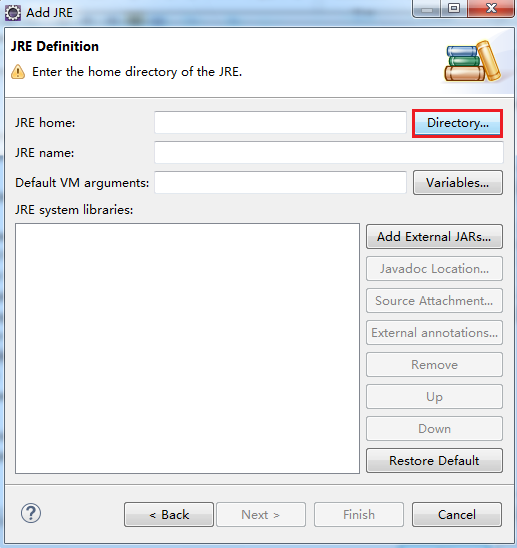 Add JRE
JRE Definition
Enter the home directory of the JRE.
JRE home:
Directory...
JRE name:
Default VM arguments:
Variables...
JRE system libraries:
Add External JARs...
Javadoc Location...
Source Attachment...
External annotations...
Remove
Up
Down
Restore Default
?
< Back
Next >
Finish
Cancel